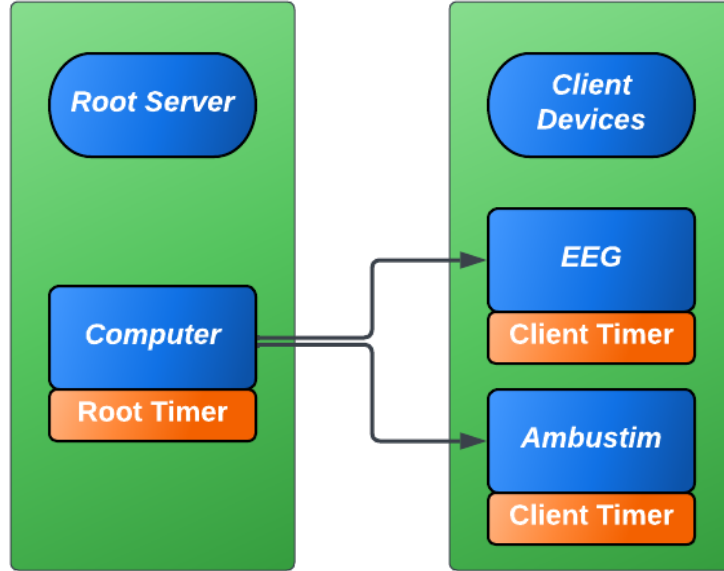 Root Server
Computer
Root Timer
Client
Devices
EEG
Client Timer
Ambustim
Client Timer